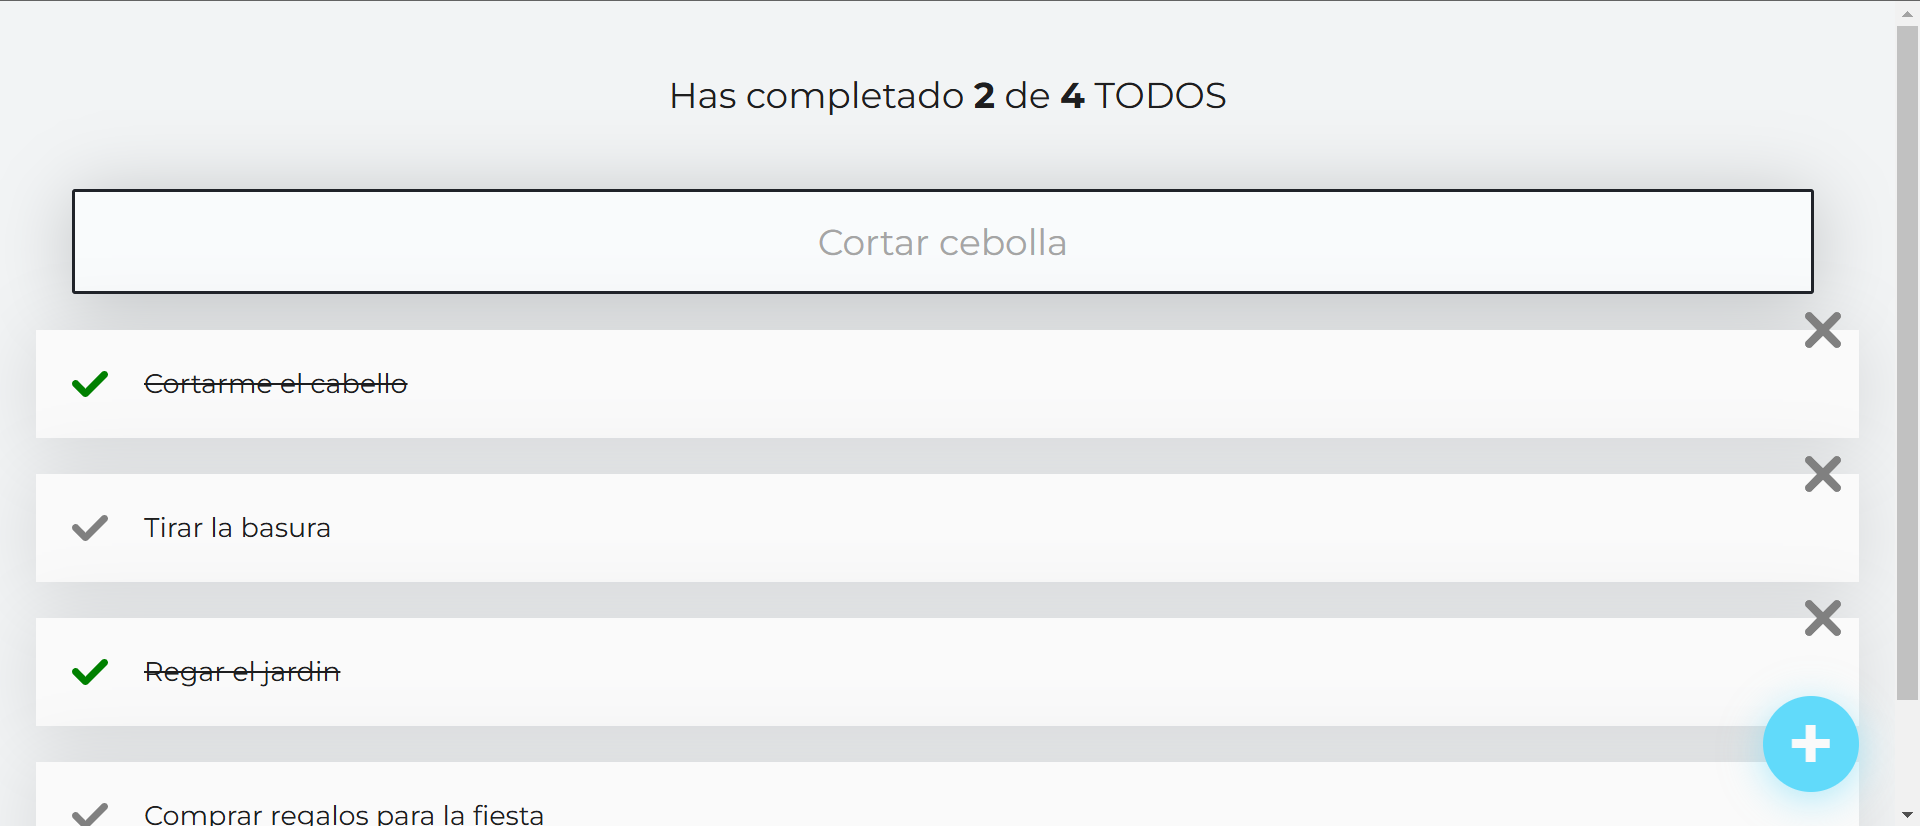 Has completado 2 de 4 TODOS
Cortar cebolla
Cortarme el cabello
Tirar la basura
Regar el jardin
Comprar regalos para la fiesta